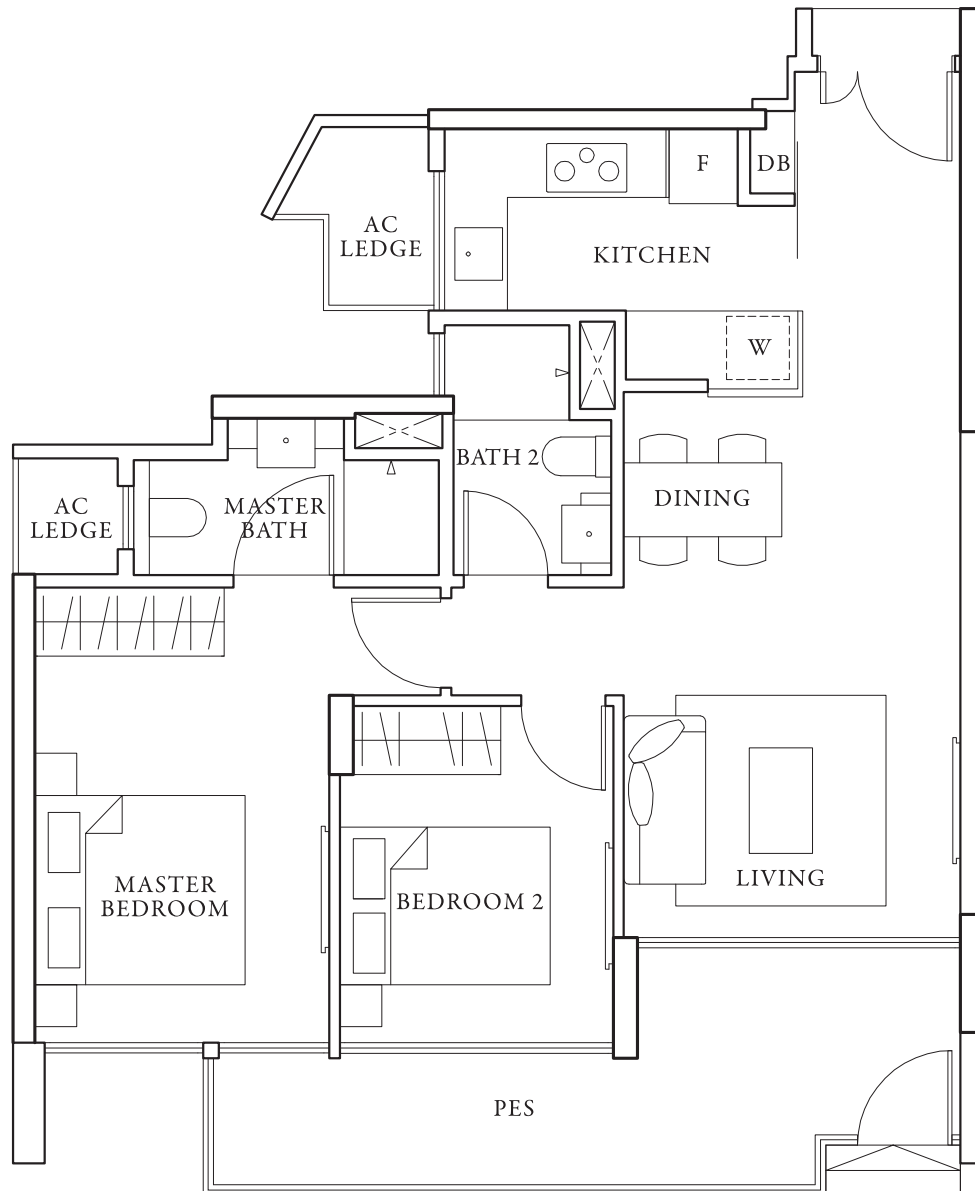 F
DB
AC
LEDGE
KITCHEN
W
BATH 2
DINING
MASTER
BATH
AC
LEDGE
MASTER
BEDROOM
BEDROOM 2
LIVING
PES